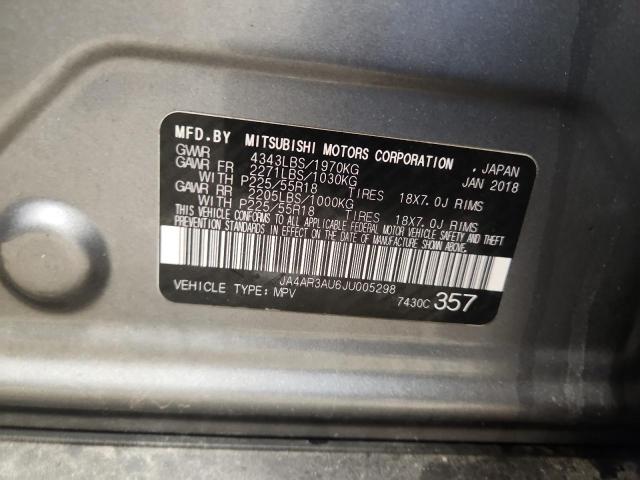 MFD.BY MITSUBISHI MOTORS CORPORATION , JAPAN
GVWR 4343LBS/1970KG JAN 2018
GAWR FR 2271LBS/1030KG
WITH P225/55R18 TIRES 18X7.0J RIMS
GAWR RR 2205LBS/1000KG
WITH P225/55R18 TIRES 18X7.0J RIMS
THIS VEHICLE CONFORMS TO ALL APPLICABLE FEDERAL MOTOR VEHICLE SAFETY AND THEFT
PREVENTION STANDARDS IN EFFECT ON THE DATE OF MANUFACTURE SHOWN ABOVE.
JA4AR3AU6JU005298
VEHICLE TYPE: MPV 7430C 357